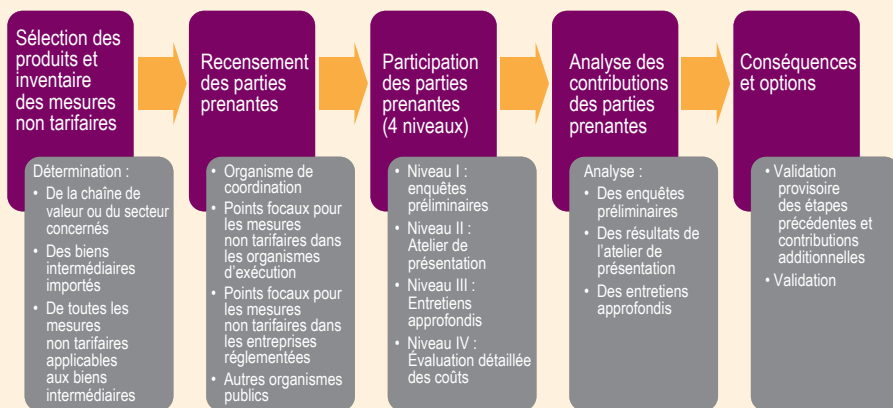 Sélection des
produits et
inventaire
des mesures
non tarifaires
Détermination :
• De la chaîne de
valeur ou du secteur
concernés
• Des biens
intermédiaires
importés
• De toutes les
mesures
non tarifaires
applicables
aux biens
intermédiaires
Recensement
des parties
prenantes
• Organisme de
coordination
• Points focaux pour
les mesures
non tarifaires dans
les organismes
d’exécution
• Points focaux pour
les mesures
non tarifaires dans
les entreprises
réglementées
• Autres organismes
publics
Participation
des parties
prenantes
(4 niveaux)
• Niveau I :
enquêtes
préliminaires
• Niveau II :
Atelier de
présentation
• Niveau III :
Entretiens
approfondis
• Niveau IV :
Évaluation détaillée
des coûts
Analyse des
contributions
des parties
prenantes
Analyse :
• Des enquêtes
préliminaires
• Des résultats de
l’atelier de
présentation
• Des entretiens
approfondis
Conséquences
et options
• Validation
provisoire
des étapes
précédentes et
contributions
additionnelles
• Validation